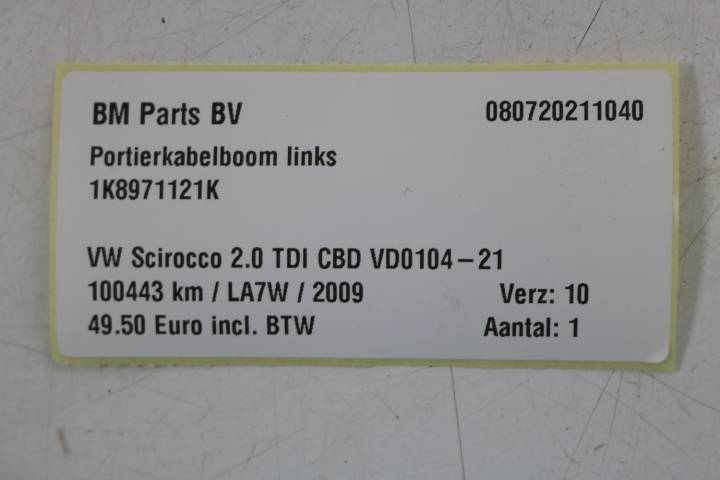 BM Parts BV 080720211040
Portierkabelboom links
1K8971121K
VW Scirocco 2.0 TDI CBD VD0104-21
100443 km / LA7W / 2009 Verz: 10
49.50 Euro incl. BTW Aantal: 1